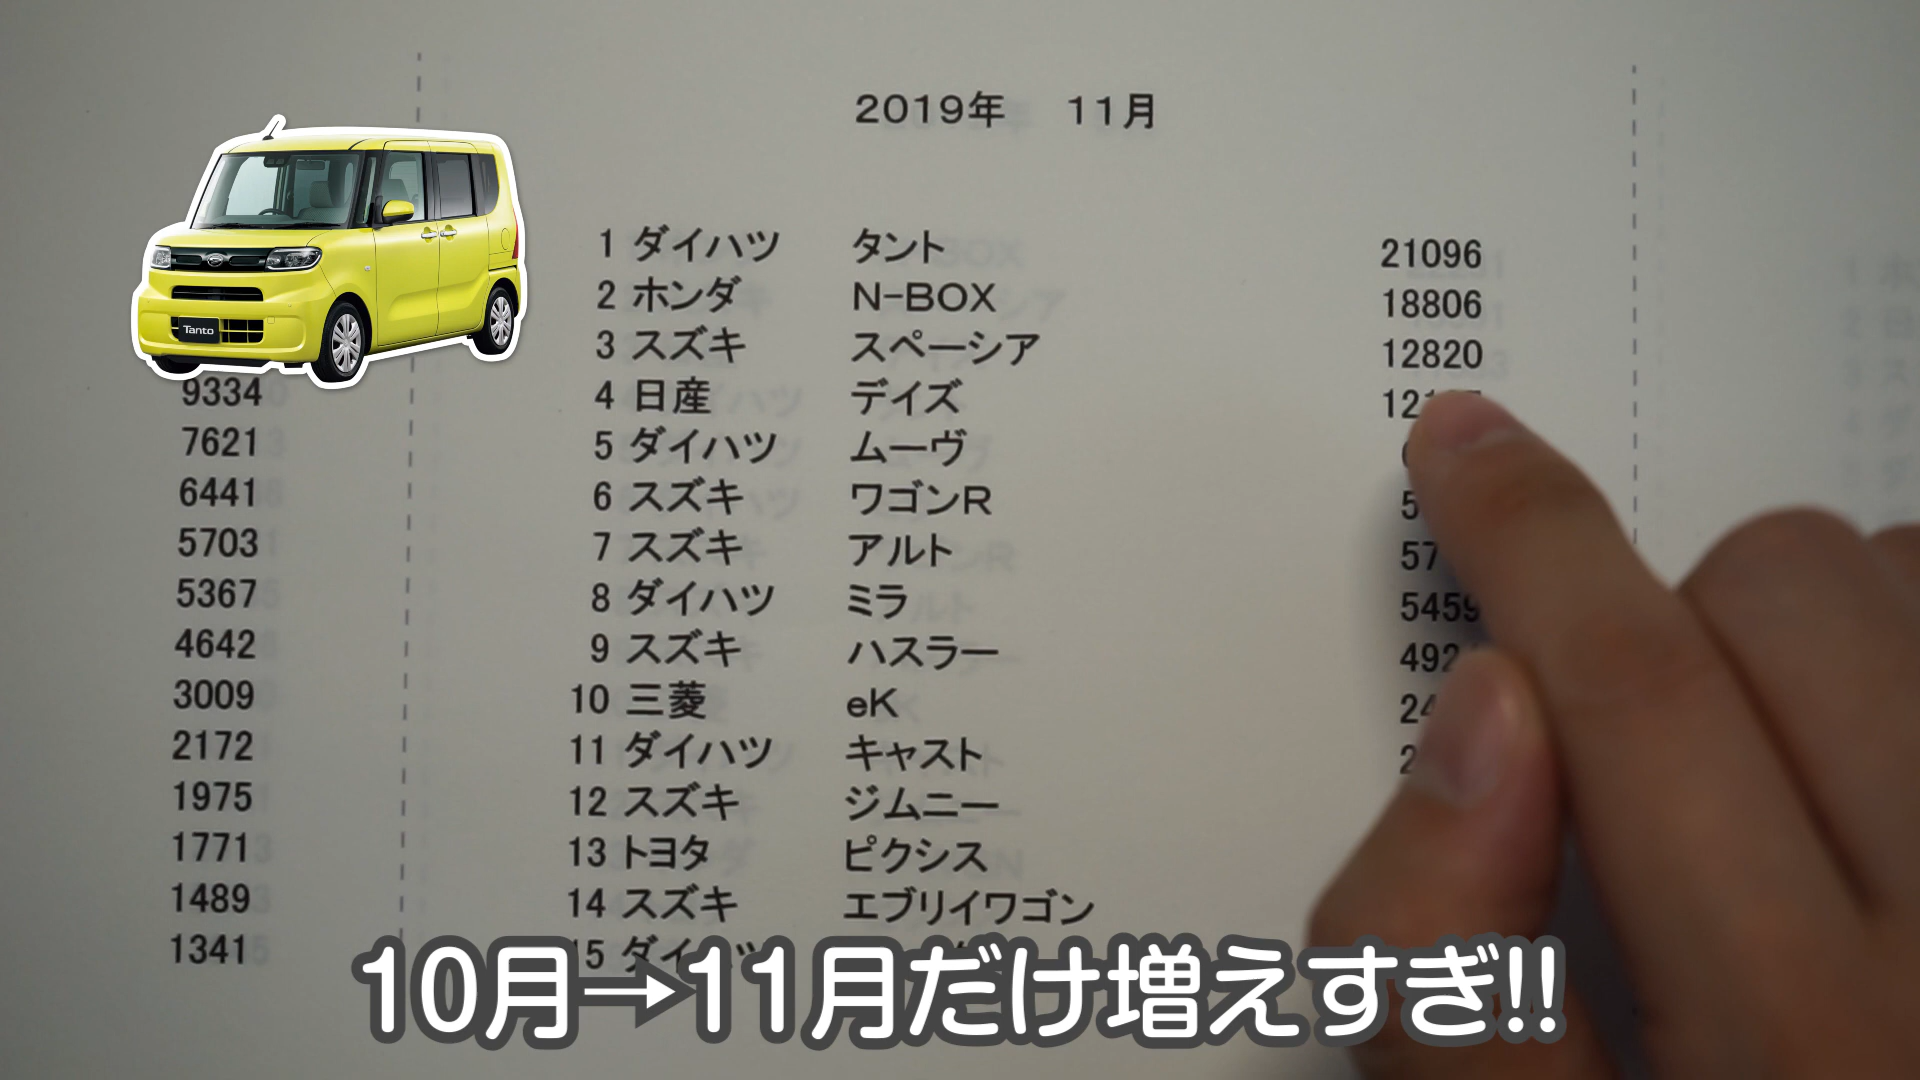 2019年 11月
Tanto
1 ダイハツ タント 21096
2 ホンダ N-BOX 18806
3 スズキ スペーシア 12820
9334 4 日産 デイズ
7621 5 ダイハツ ムーヴ
6441 6 スズキ ワゴンR
5703 7 スズキ アルト
5367 8 ダイハツ ミラ 5459
4642 9 スズキ ハスラー
3009 10 三菱 eK
2172 11 ダイハツ キャスト
1975 12 スズキ ジムニー
1771 13 トヨタ ピクシス
1489 14 スズキ エブリイワゴン
1341
10月→11月だけ増えすぎ!!